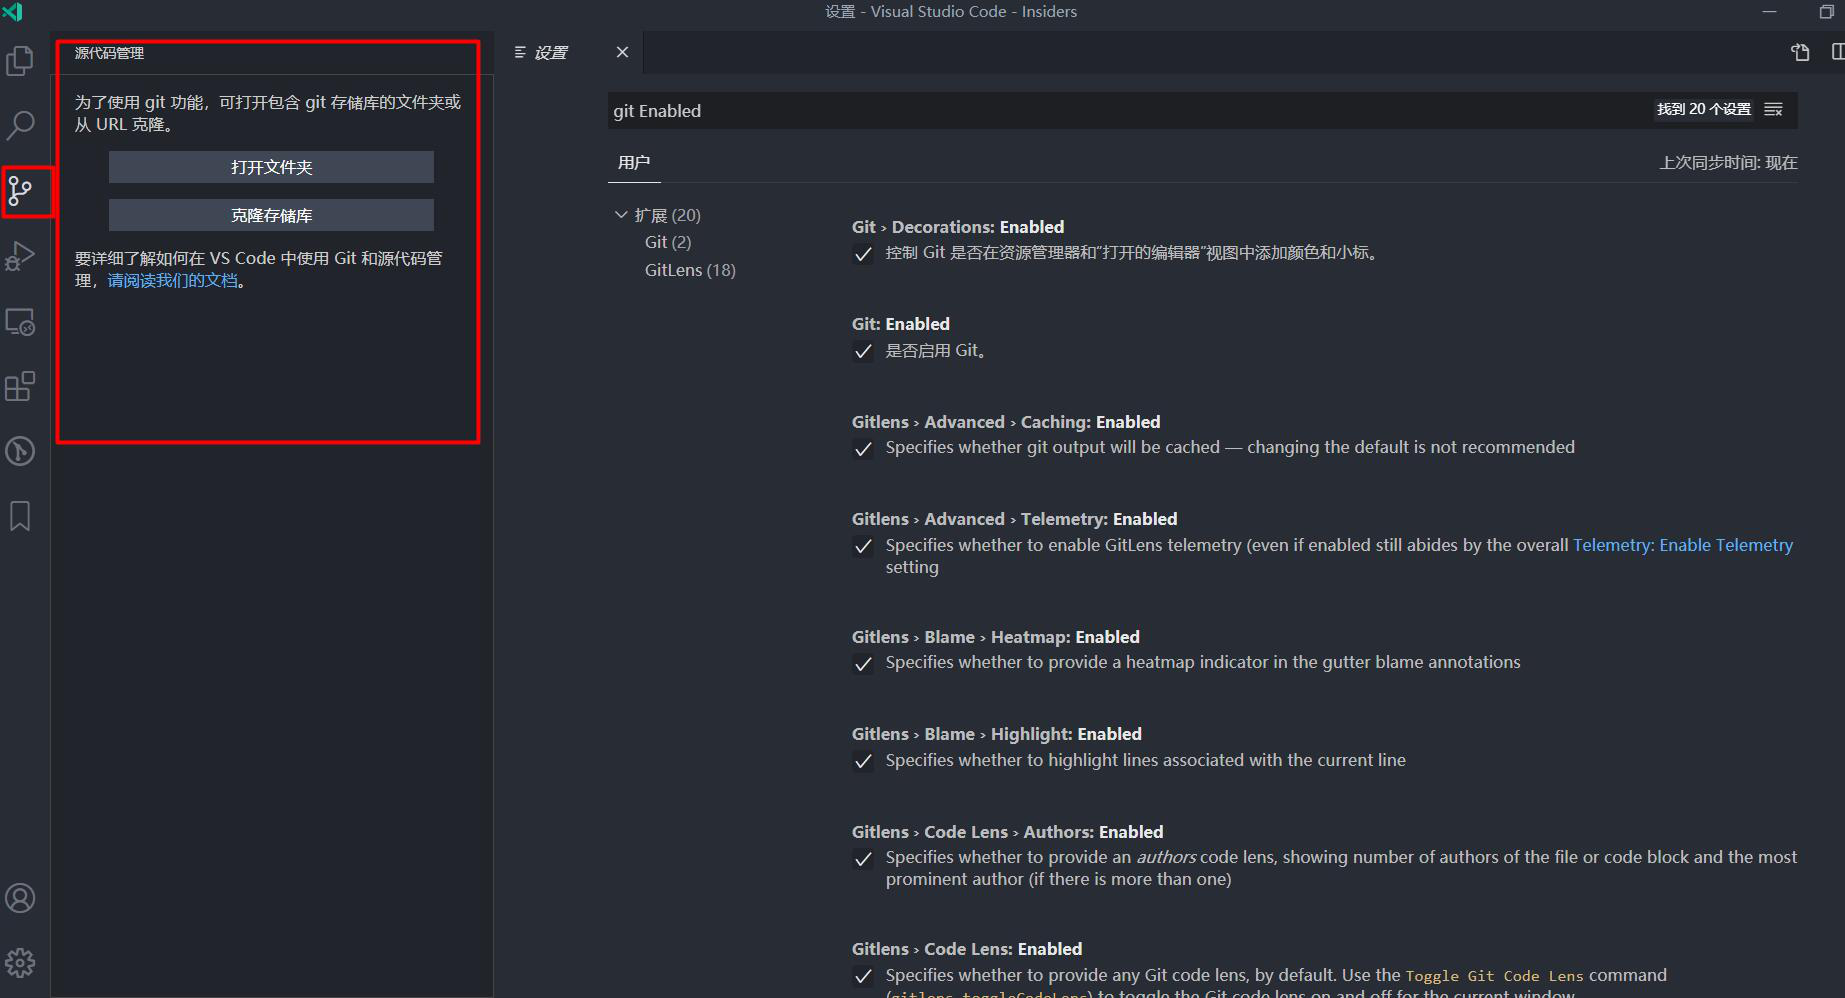 设置 - Visual Studio Code - Insiders
源代码管理
为了使用 git 功能，可打开包含 git 存储库的文件夹或
从 URL 克隆。
打开文件夹
克隆存储库
要详细了解如何在 VS Code 中使用 Git 和源代码管
理，请阅读我们的文档。
设置
git Enabled
找到 20 个设置
用户
上次同步时间: 现在
扩展 (20)
Git (2)
GitLens (18)
Git › Decorations: Enabled
控制 Git 是否在资源管理器和"打开的编辑器"视图中添加颜色和小标。
Git: Enabled
是否启用 Git。
Gitlens › Advanced › Caching: Enabled
Specifies whether git output will be cached — changing the default is not recommended
Gitlens › Advanced › Telemetry: Enabled
Specifies whether to enable GitLens telemetry (even if enabled still abides by the overall Telemetry: Enable Telemetry
setting
Gitlens › Blame › Heatmap: Enabled
Specifies whether to provide a heatmap indicator in the gutter blame annotations
Gitlens › Blame › Highlight: Enabled
Specifies whether to highlight lines associated with the current line
Gitlens › Code Lens › Authors: Enabled
Specifies whether to provide an authors code lens, showing number of authors of the file or code block and the most
prominent author (if there is more than one)
Gitlens › Code Lens: Enabled
Specifies whether to provide any Git code lens, by default. Use the Toggle Git Code Lens command
(gitlens.toggleCodeLens) to toggle the Git code lens on and off for the current window